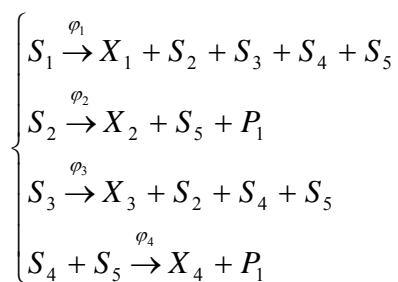 S₁ →^{φ₁} X₁ + S₂ + S₃ + S₄ + S₅
S₂ →^{φ₂} X₂ + S₅ + P₁
S₃ →^{φ₃} X₃ + S₂ + S₄ + S₅
S₄ + S₅ →^{φ₄} X₄ + P₁